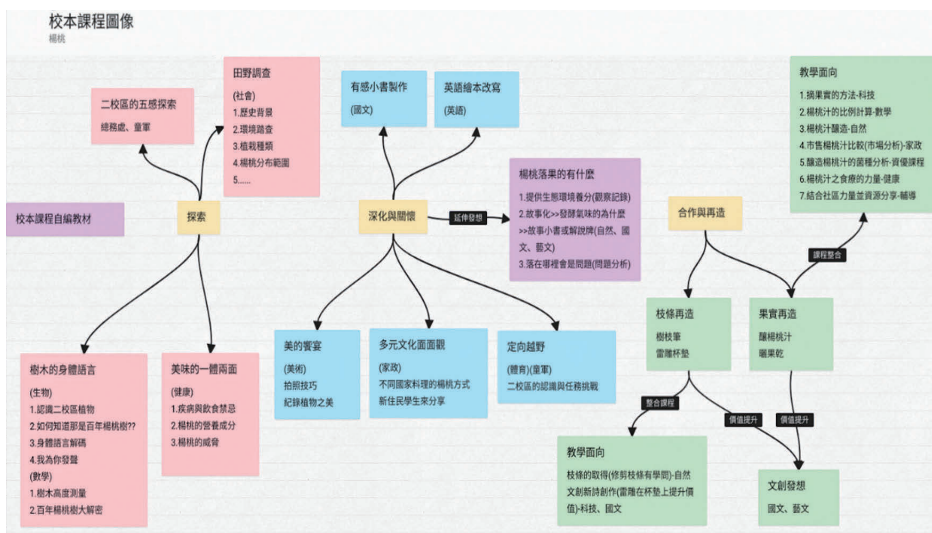 校本課程圖像
楊桃
二校區的五感探索
總務處、童軍
田野調查
(社會)
1.歷史背景
2.環境踏查
3.植栽種類
4.楊桃分布範圍
5......
有感小書製作
(國文)
英語繪本改寫
(英語)
教學面向
1.摘果實的方法-科技
2.楊桃汁的比例計算-數學
3.楊桃汁釀造-自然
4.市售楊桃汁比較(市場分析)-家政
5.釀造楊桃汁的菌種分析-資優課程
6.楊桃汁之食療的力量-健康
7.結合社區力量並資源分享-輔導
校本課程自編教材
探索
深化與關懷
延伸發想
楊桃落果的有什麼
1.提供生態環境養分(觀察記錄)
2.故事化>>發酵氣味的為什麼
>>故事小書或解說牌(自然、國
文、藝文)
3.落在哪裡會是問題(問題分析)
合作與再造
課程整合
枝條再造
樹枝筆
雷雕杯墊
果實再造
釀楊桃汁
曬果乾
樹木的身體語言
(生物)
1.認識二校區植物
2.如何知道那是百年楊桃樹??
3.身體語言解碼
4.我為你發聲
(數學)
1.樹木高度測量
2.百年楊桃樹大解密
美味的一體兩面
(健康)
1.疾病與飲食禁忌
2.楊桃的營養成分
3.楊桃的威脅
美的饗宴
(美術)
拍照技巧
紀錄植物之美
多元文化面面觀
(家政)
不同國家料理的楊桃方式
新住民學生來分享
定向越野
(體育)(童軍)
二校區的認識與任務挑戰
整合課程
價值提升
價值提升
教學面向
枝條的取得(修剪枝條有學問)-自然
文創新詩創作(雷雕在杯墊上提升價
值)-科技、國文
文創發想
國文、藝文